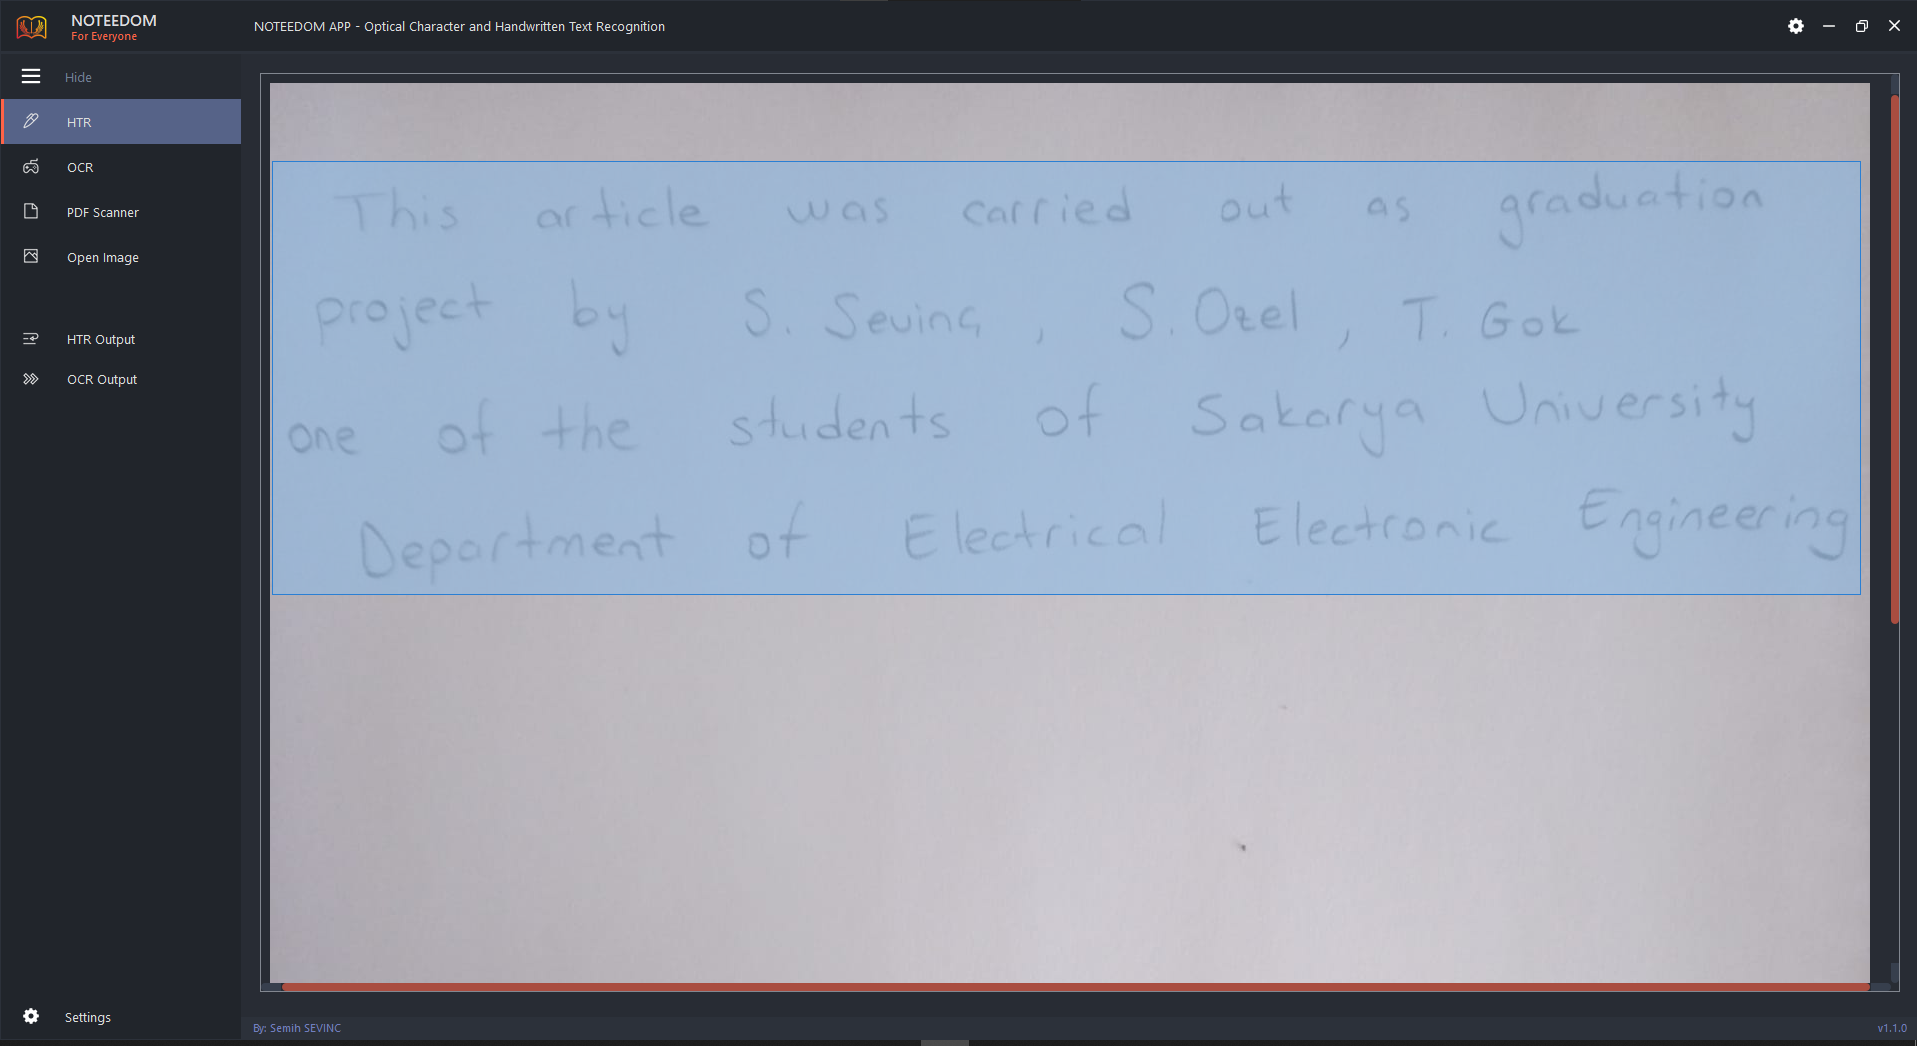 NOTEEDOM
For Everyone
NOTEEDOM APP - Optical Character and Handwritten Text Recognition
Hide
HTR
OCR
PDF Scanner
Open Image
HTR Output
OCR Output
This article was carried out as graduation
project by S. Sevinç, S. Ozel, T. Gok
one of the students of Sakarya University
Department of Electrical Electronic Engineering
Settings
By: Semih SEVINC
v1.1.0